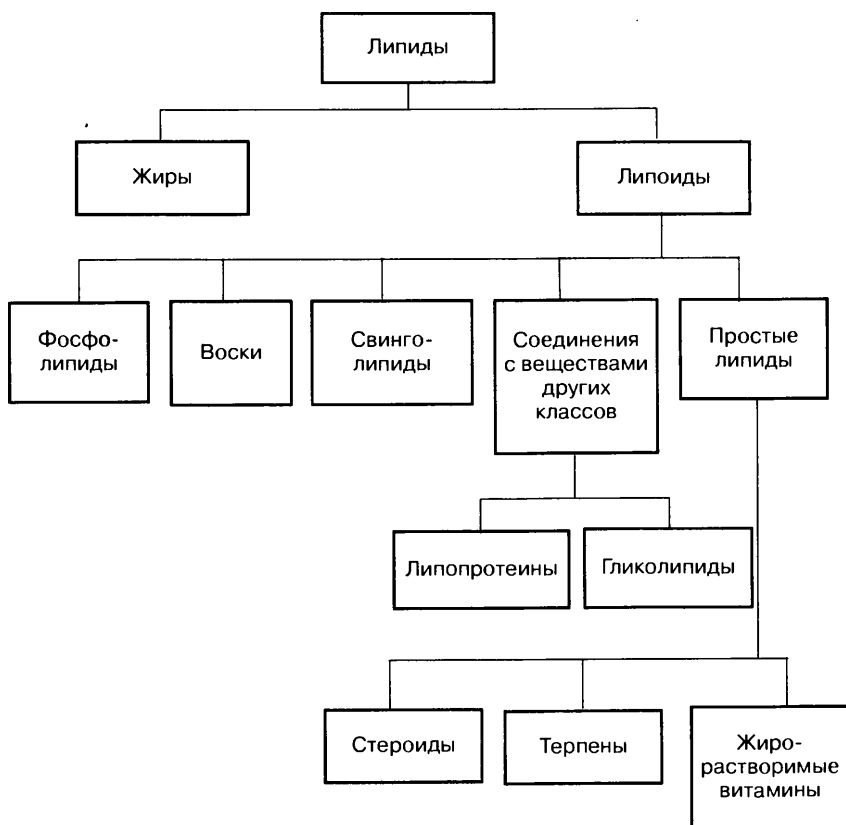 Липиды
Жиры
Липоиды
Фосфо-
липиды
Воски
Свинго-
липиды
Соединения
с веществами
других
классов
Простые
липиды
Липопротеины
Гликолипиды
Стероиды
Терпены
Жиро-
растворимые
витамины